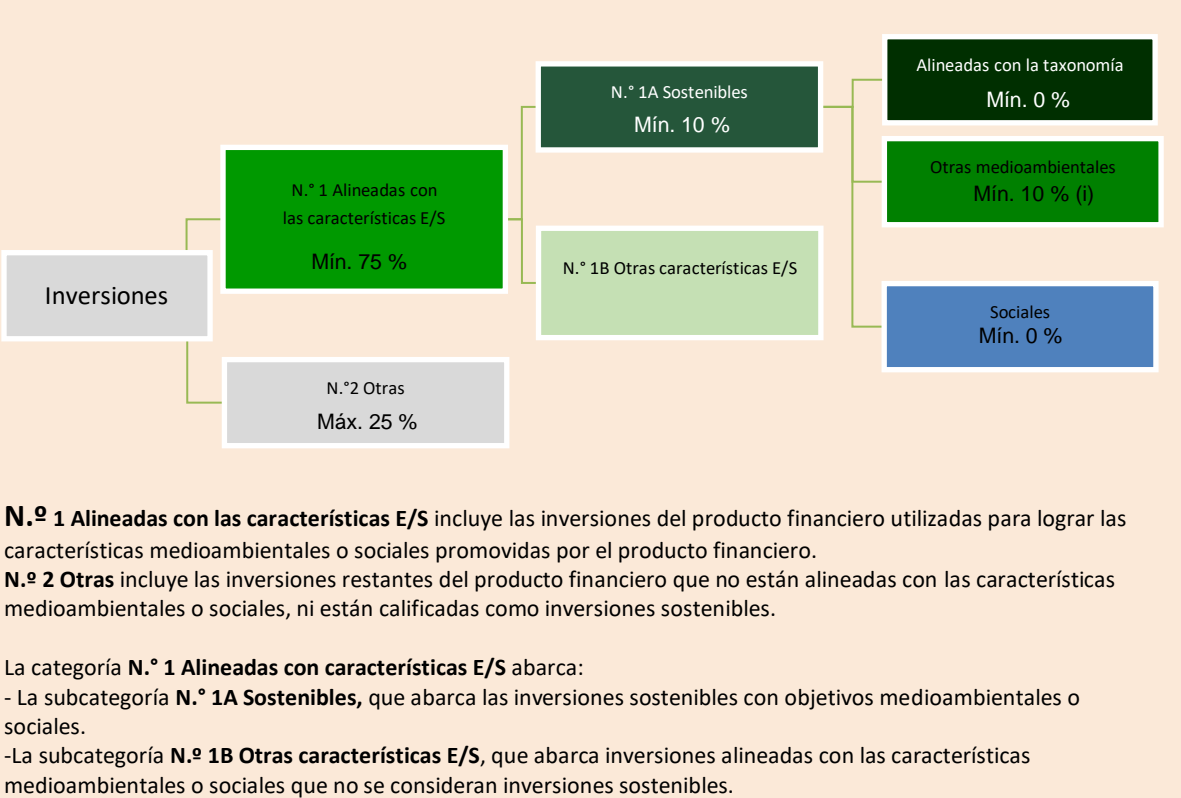 Alineadas con la taxonomía
Mín. 0 %
N.° 1A Sostenibles
Mín. 10 %
Otras medioambientales
Mín. 10 % (i)
N.° 1 Alineadas con
las características E/S
Mín. 75 %
N.° 1B Otras características E/S
Inversiones
Sociales
Mín. 0 %
N.°2 Otras
Máx. 25 %
N.º 1 Alineadas con las características E/S incluye las inversiones del producto financiero utilizadas para lograr las
características medioambientales o sociales promovidas por el producto financiero.
N.º 2 Otras incluye las inversiones restantes del producto financiero que no están alineadas con las características
medioambientales o sociales, ni están calificadas como inversiones sostenibles.
La categoría N.° 1 Alineadas con características E/S abarca:
- La subcategoría N.° 1A Sostenibles, que abarca las inversiones sostenibles con objetivos medioambientales o
sociales.
-La subcategoría N.º 1B Otras características E/S, que abarca inversiones alineadas con las características
medioambientales o sociales que no se consideran inversiones sostenibles.